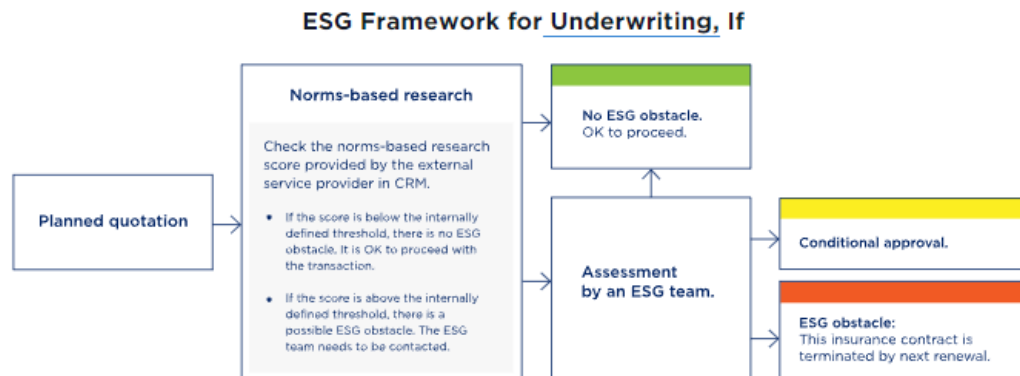 ESG Framework for Underwriting, If
Planned quotation
Norms-based research
Check the norms-based research
score provided by the external
service provider in CRM.
• If the score is below the internally
defined threshold, there is no ESG
obstacle. It is OK to proceed with
the transaction.
• If the score is above the internally
defined threshold, there is a
possible ESG obstacle. The ESG
team needs to be contacted.
No ESG obstacle.
OK to proceed.
Assessment
by an ESG team.
Conditional approval.
ESG obstacle:
This insurance contract is
terminated by next renewal.